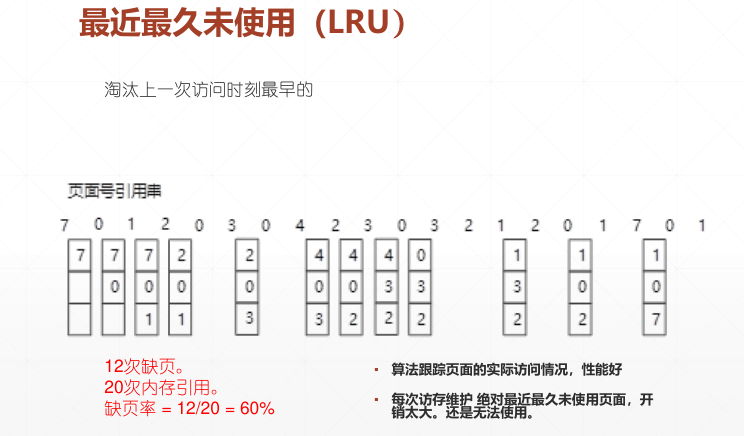 最近最久未使用（LRU）
淘汰上一次访问时刻最早的
页面号引用串
7 0 1 2 0 3 0 4 2 3 0 3 2 1 2 0 1 7 0 1
7 7 7 2 2 4 4 4 0 1 1 1
0 0 0 0 0 0 3 3 3 0 0
1 1 3 3 2 2 2 2 2 7
12次缺页。
20次内存引用。
缺页率 = 12/20 = 60%
▪ 算法跟踪页面的实际访问情况，性能好
▪ 每次访存维护 绝对最近最久未使用页面，开
销太大。还是无法使用。